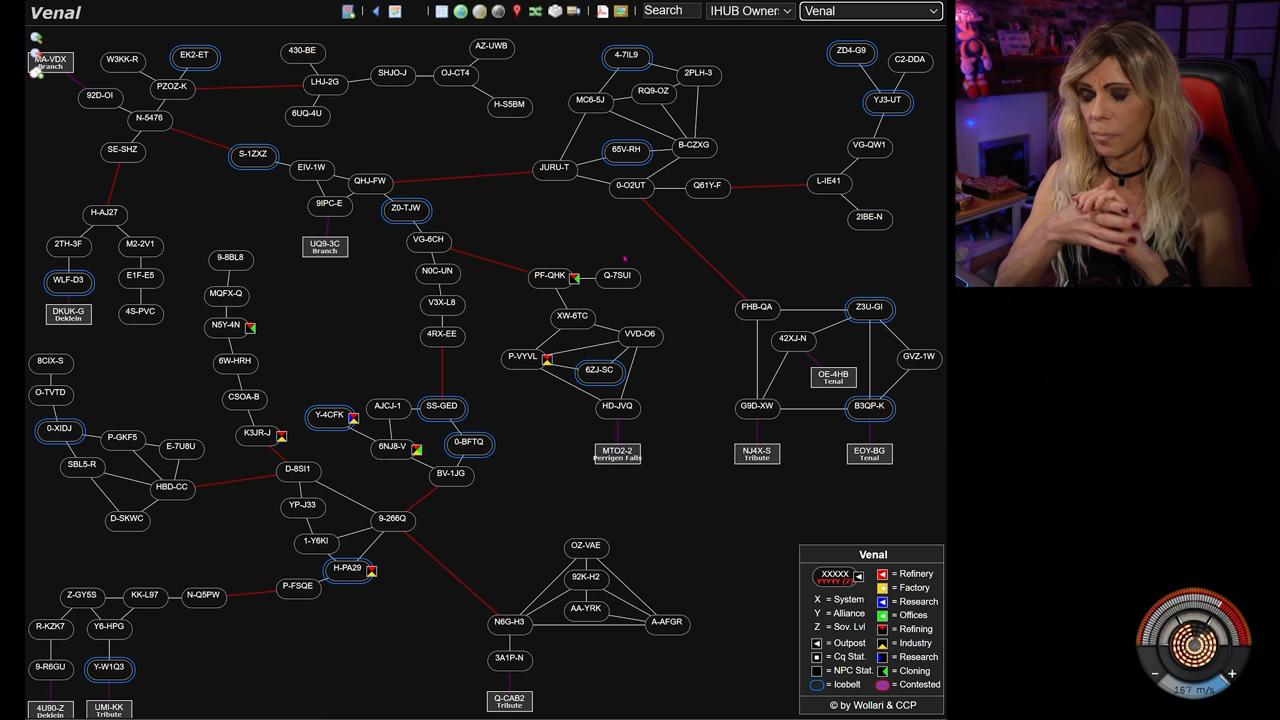 Venal
Search
IHUB Owner
Venal
MA-VDX
Branch
W3KK-R
EK2-ET
430-BE
AZ-UWB
4-7IL9
ZD4-G9
C2-DDA
PZOZ-K
LHJ-2G
SHJO-J
OJ-CT4
2PLH-3
RQ9-OZ
92D-OI
MC6-5J
YJ3-UT
N-5476
6UQ-4U
H-S5BM
SE-SHZ
S-1ZXZ
65V-RH
B-CZXG
VG-QW1
EIV-1W
QHJ-FW
JURU-T
0-O2UT
Q61Y-F
L-IE41
9IPC-E
Z0-TJW
H-AJ27
2IBE-N
2TH-3F
M2-2V1
UQ9-3C
Branch
VG-6CH
9-8BL8
N0C-UN
PF-QHK
Q-7SUI
WLF-D3
E1F-E5
MQFX-Q
V3X-L8
DKUK-G
Deklein
4S-PVC
N5Y-4N
XW-6TC
FHB-QA
Z3U-GI
4RX-EE
VVD-O6
42XJ-N
8CIX-S
6W-HRH
P-VYVL
6ZJ-SC
GVZ-1W
OE-4HB
Tenal
O-TVTD
CSOA-B
Y-4CFK
AJCJ-1
SS-GED
HD-JVQ
G9D-XW
B3QP-K
0-XIDJ
P-GKF5
E-7U8U
K3JR-J
6NJ8-V
0-BFTQ
MTO2-2
Perrigen Falls
NJ4X-S
Tribute
EOY-BG
Tenal
SBL5-R
HBD-CC
D-8SI1
BV-1JG
D-SKWC
YP-J33
9-266Q
1-Y6KI
OZ-VAE
H-PA29
92K-H2
P-FSQE
AA-YRK
Z-GY5S
KK-L97
N-Q5PW
N6G-H3
A-AFGR
R-KZK7
Y6-HPG
9-R6GU
Y-W1Q3
3A1P-N
4U90-Z
Deklein
UMI-KK
Tribute
Q-CAB2
Tribute
Venal
XXXXX
YYYYY (Z)
X = System
Y = Alliance
Z = Sov. Lvl
= Outpost
= Cq Stat.
= NPC Stat.
= Icebelt
= Refinery
= Factory
= Research
= Offices
= Refining
= Industry
= Research
= Cloning
= Contested
© by Wollari & CCP
167 m/s